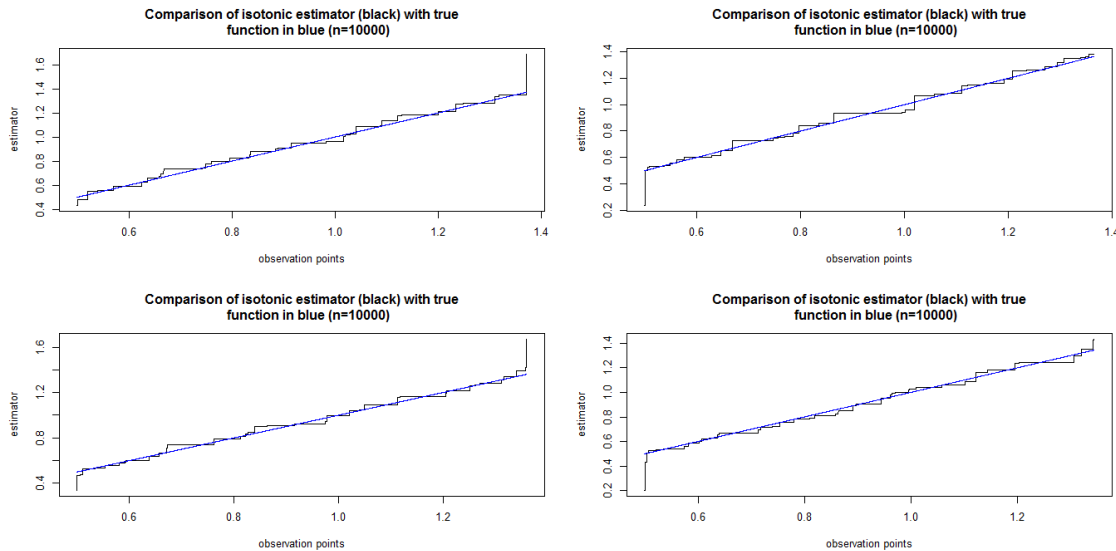 Comparison of isotonic estimator (black) with true
function in blue (n=10000)
estimator
0.4 0.6 0.8 1.0 1.2 1.4 1.6
0.6 0.8 1.0 1.2 1.4
observation points
Comparison of isotonic estimator (black) with true
function in blue (n=10000)
estimator
0.2 0.4 0.6 0.8 1.0 1.2 1.4
0.6 0.8 1.0 1.2 1.4
observation points
Comparison of isotonic estimator (black) with true
function in blue (n=10000)
estimator
0.4 0.8 1.2 1.6
0.6 0.8 1.0 1.2
observation points
Comparison of isotonic estimator (black) with true
function in blue (n=10000)
estimator
0.2 0.4 0.6 0.8 1.0 1.2 1.4
0.6 0.8 1.0 1.2
observation points